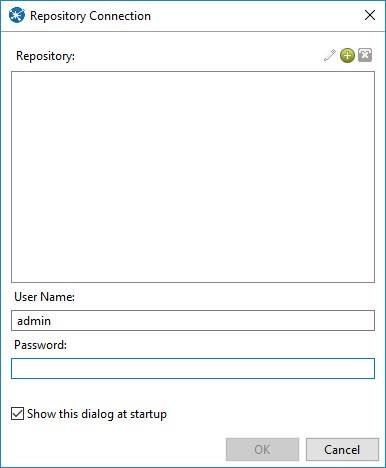 Repository Connection
Repository:
User Name:
admin
Password:
Show this dialog at startup
OK
Cancel